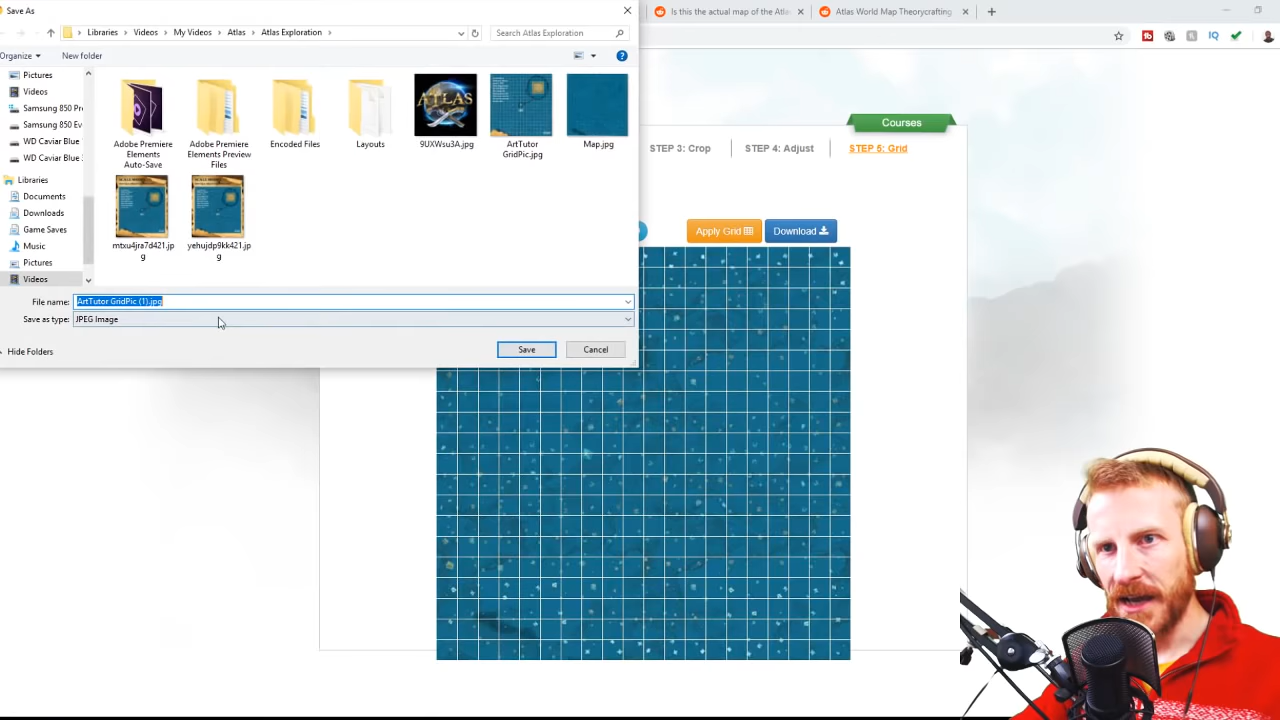 Save As
Is this the actual map of the Atla
Atlas World Map Theorycrafting
Libraries
Videos
My Videos
Atlas
Atlas Exploration
Search Atlas Exploration
Organize
New folder
Pictures
Videos
Samsung 850 Pro
Samsung 850 Ev
WD Caviar Blue
WD Caviar Blue
Libraries
Documents
Downloads
Game Saves
Music
Pictures
Videos
ATLAS
Adobe Premiere
Elements
Auto-Save
Adobe Premiere
Elements Preview
Files
Encoded Files
Layouts
9UXWsu3A.jpg
ArtTutor
GridPic.jpg
Map.jpg
mtxu4jra7d421.jp
g
yehujdp9kk421.jp
g
File name:
ArtTutor GridPic (1).jpg
Save as type:
JPEG Image
Hide Folders
Save
Cancel
Courses
STEP 3: Crop
STEP 4: Adjust
STEP 5: Grid
Apply Grid
Download
IQ